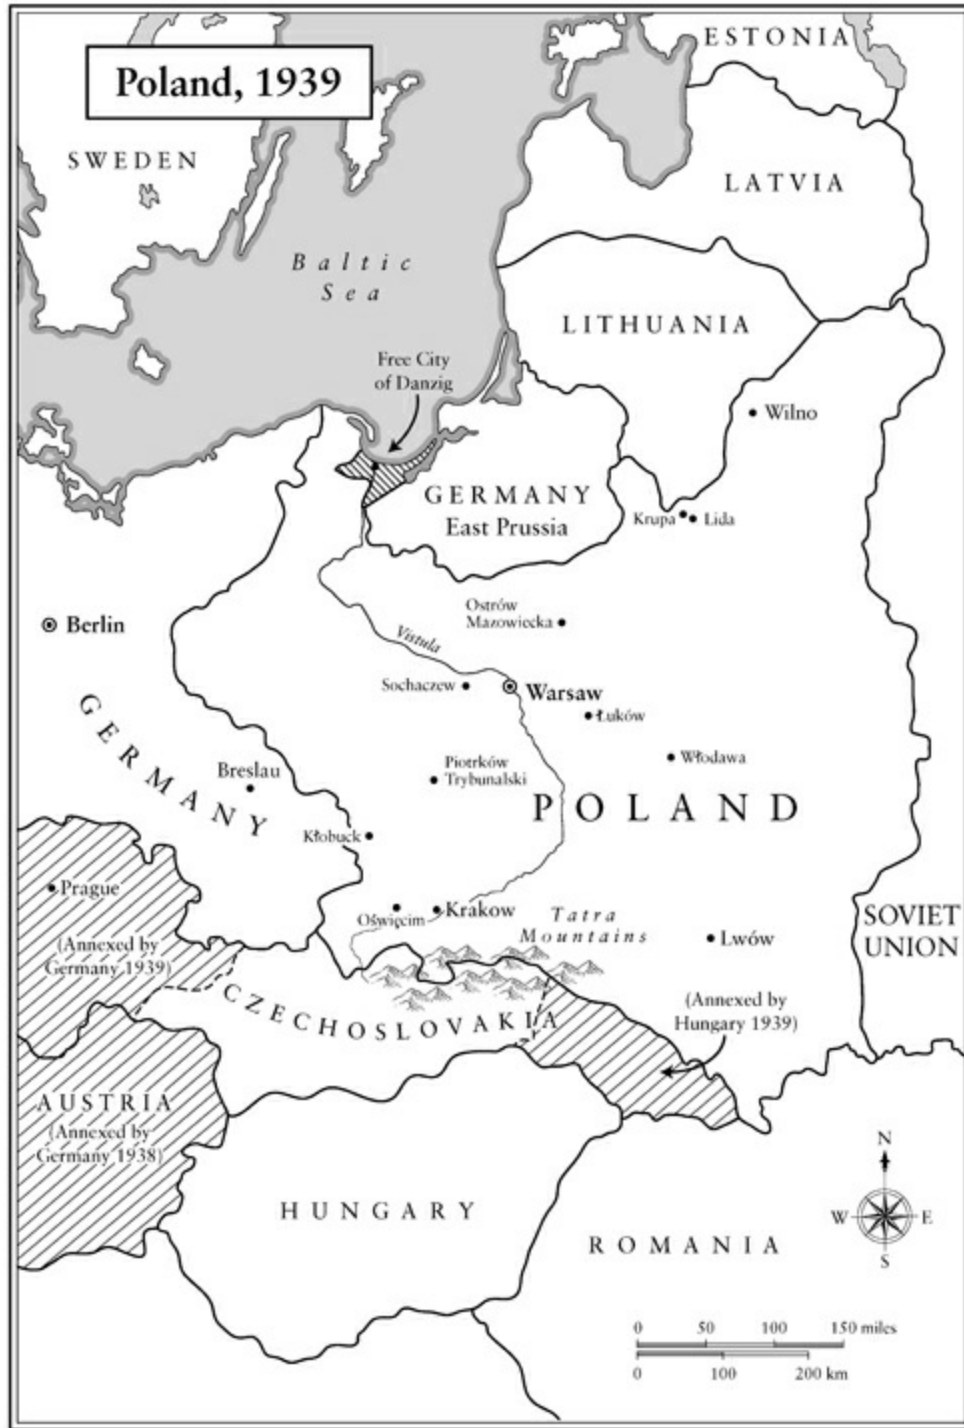 Poland, 1939
ESTONIA
SWEDEN
LATVIA
Baltic
Sea
LITHUANIA
Free City
of Danzig
Wilno
GERMANY
East Prussia
Krupa
Lida
Ostrów
Mazowiecka
Berlin
Vistula
Sochaczew
Warsaw
Łuków
GERMANY
Breslau
Piotrków
Trybunalski
Włodawa
POLAND
Kłobuck
Prague
Oświęcim
Krakow
Tatra
Mountains
Lwów
SOVIET
UNION
(Annexed by
Germany 1939)
CZECHOSLOVAKIA
(Annexed by
Hungary 1939)
AUSTRIA
(Annexed by
Germany 1938)
HUNGARY
ROMANIA
N
W
E
S
0 50 100 150 miles
0 100 200 km